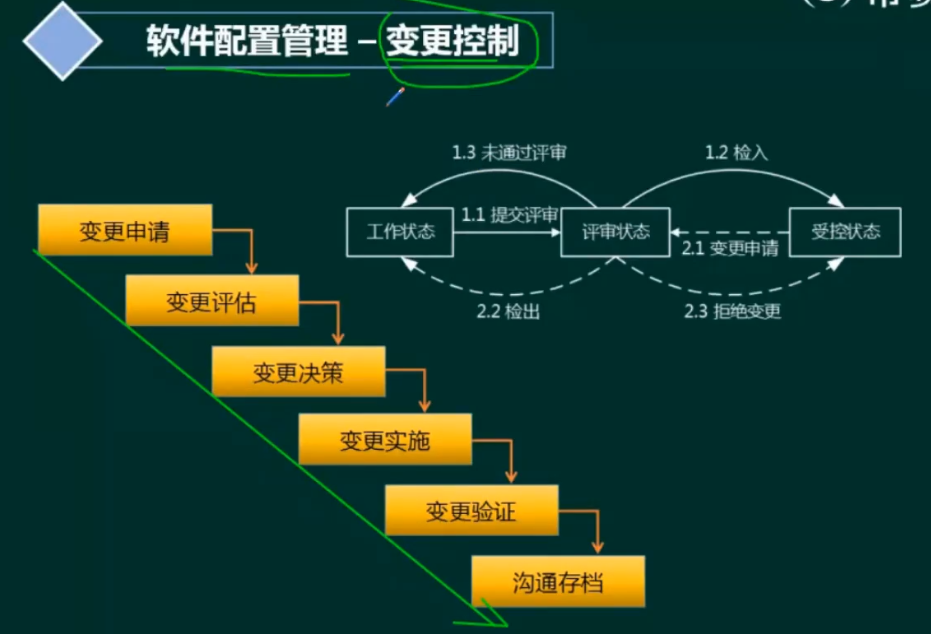 软件配置管理 – 变更控制
1.3 未通过评审
1.2 检入
工作状态
1.1 提交评审
评审状态
2.1 变更申请
受控状态
2.2 检出
2.3 拒绝变更
变更申请
变更评估
变更决策
变更实施
变更验证
沟通存档